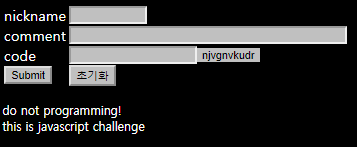 nickname
comment
code njvgnvkudr
Submit 초기화
do not programming!
this is javascript challenge